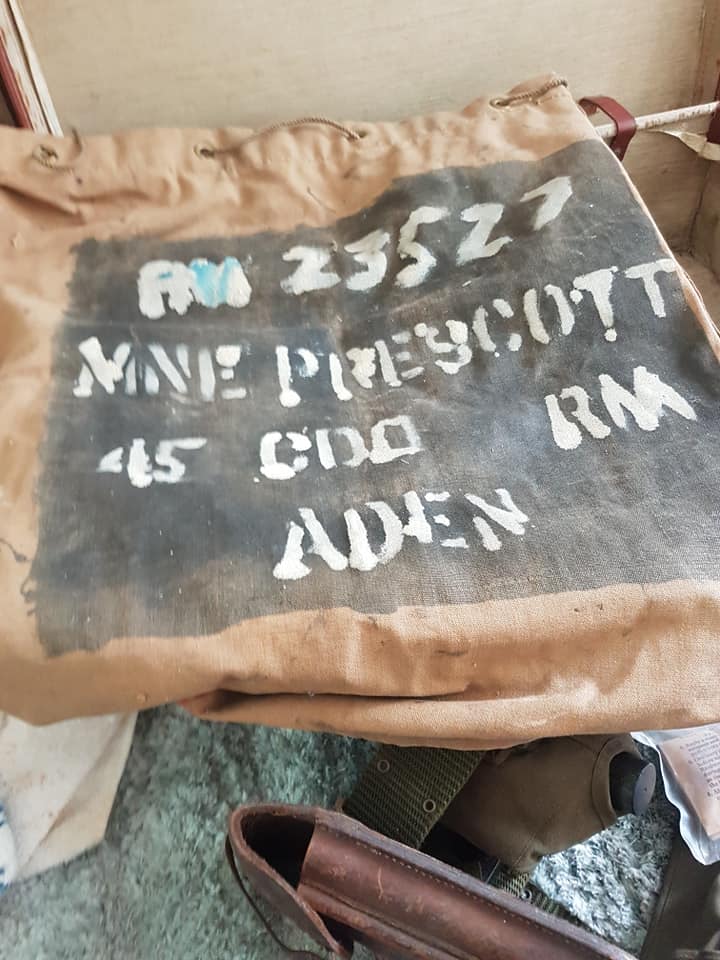 RM 23527
MNE PRESCOTT
45 CDO RM
ADEN